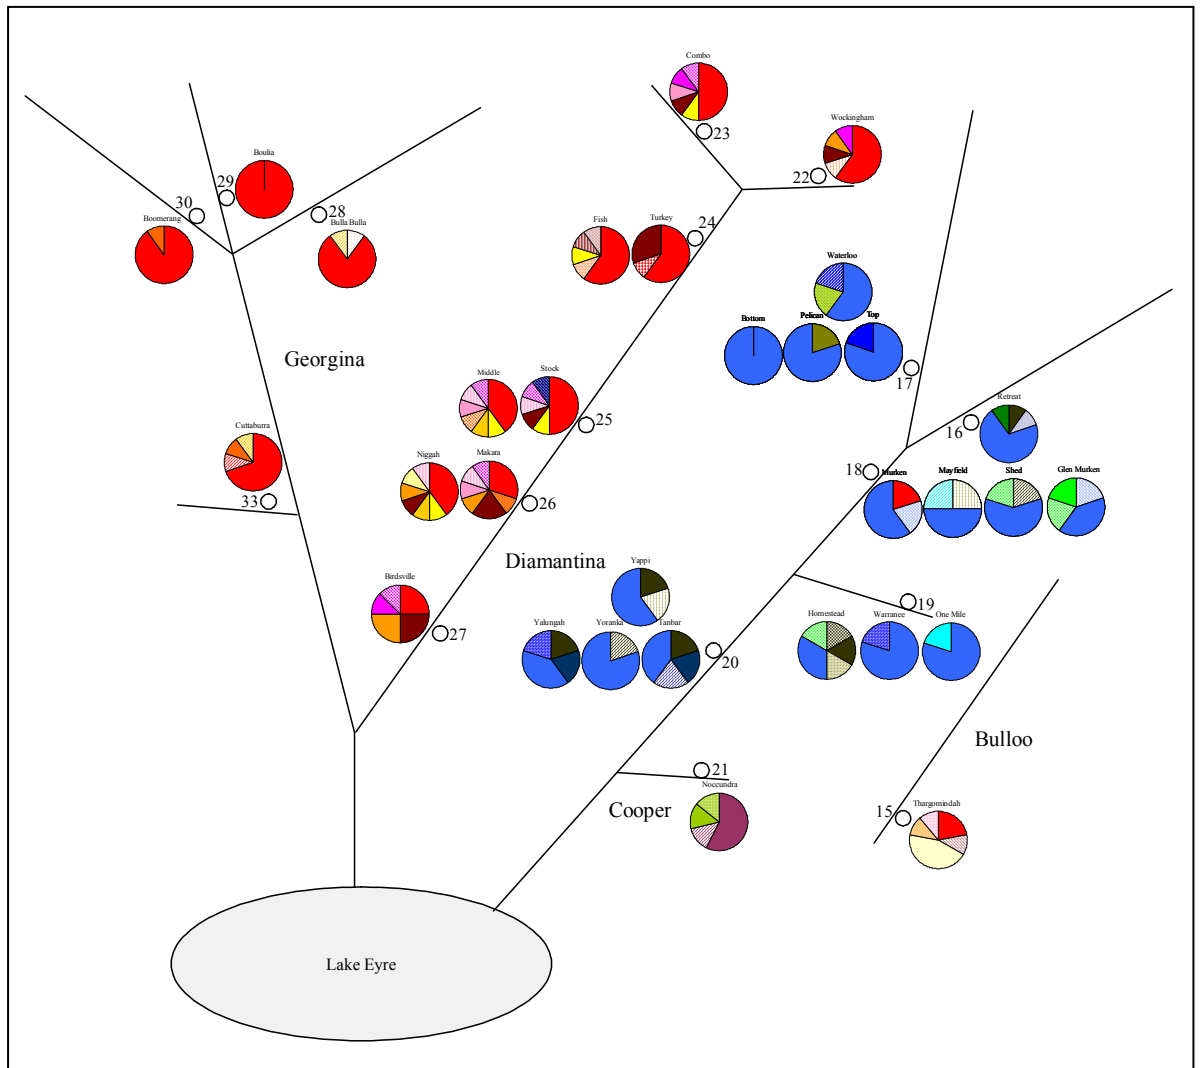 Combo
23
Wockingham
22
Boulia
29
30
28
Boomerang
Bulla Bulla
Fish
Turkey
24
Waterloo
Bottom
Pelican
Top
17
Georgina
Middle
Stock
25
Retreat
16
Cuttaburra
33
Niggah
Makara
26
18
Murken
Mayfield
Shed
Glen Murken
Diamantina
Yappi
Birdsville
27
Yalungah
Yoranka
Tanbar
20
19
Homestead
Warranee
One Mile
Bulloo
21
Noccundra
Cooper
15
Thargomindah
Lake Eyre